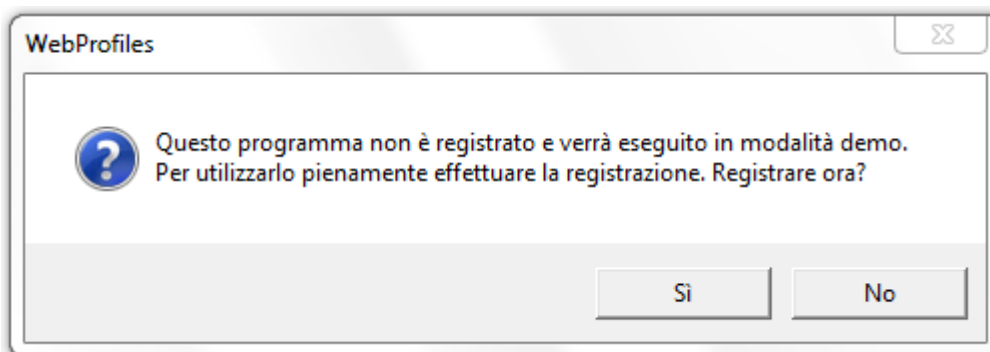 WebProfiles
Questo programma non è registrato e verrà eseguito in modalità demo.
Per utilizzarlo pienamente effettuare la registrazione. Registrare ora?
Sì
No